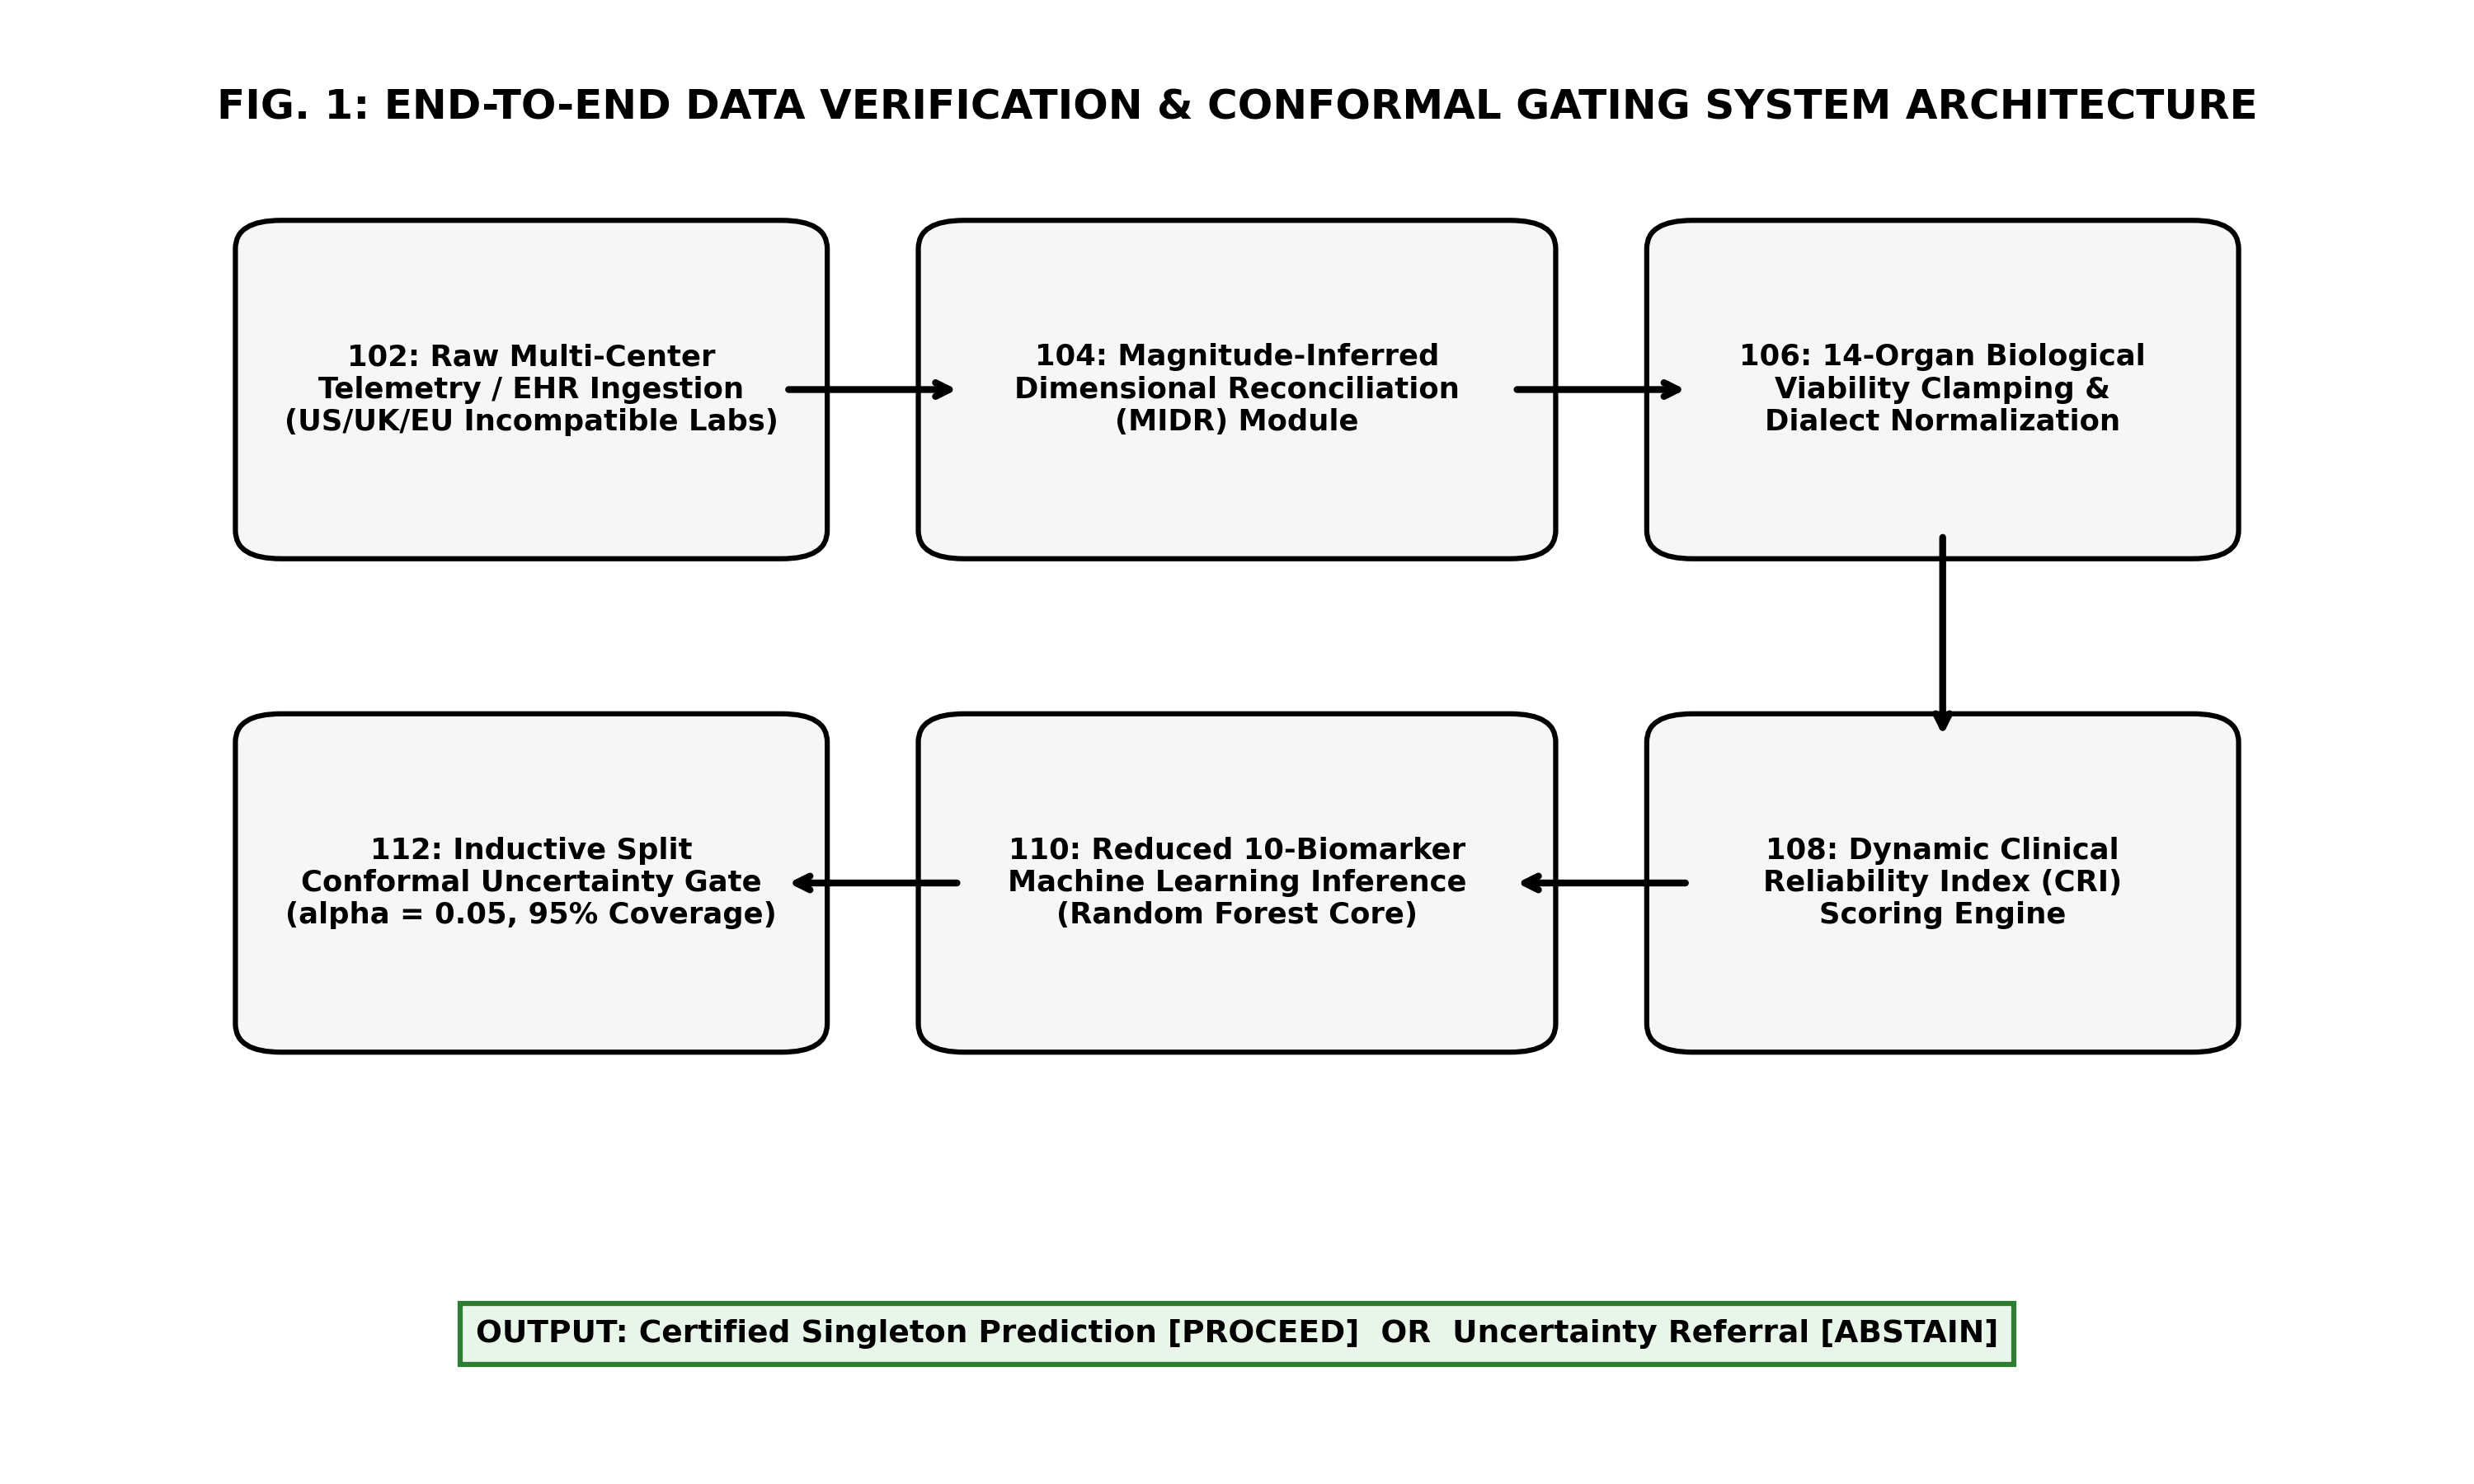 FIG. 1: END-TO-END DATA VERIFICATION & CONFORMAL GATING SYSTEM ARCHITECTURE
102: Raw Multi-Center
Telemetry / EHR Ingestion
(US/UK/EU Incompatible Labs)
104: Magnitude-Inferred
Dimensional Reconciliation
(MIDR) Module
106: 14-Organ Biological
Viability Clamping &
Dialect Normalization
108: Dynamic Clinical
Reliability Index (CRI)
Scoring Engine
110: Reduced 10-Biomarker
Machine Learning Inference
(Random Forest Core)
112: Inductive Split
Conformal Uncertainty Gate
(alpha = 0.05, 95% Coverage)
OUTPUT: Certified Singleton Prediction [PROCEED]  OR  Uncertainty Referral [ABSTAIN]